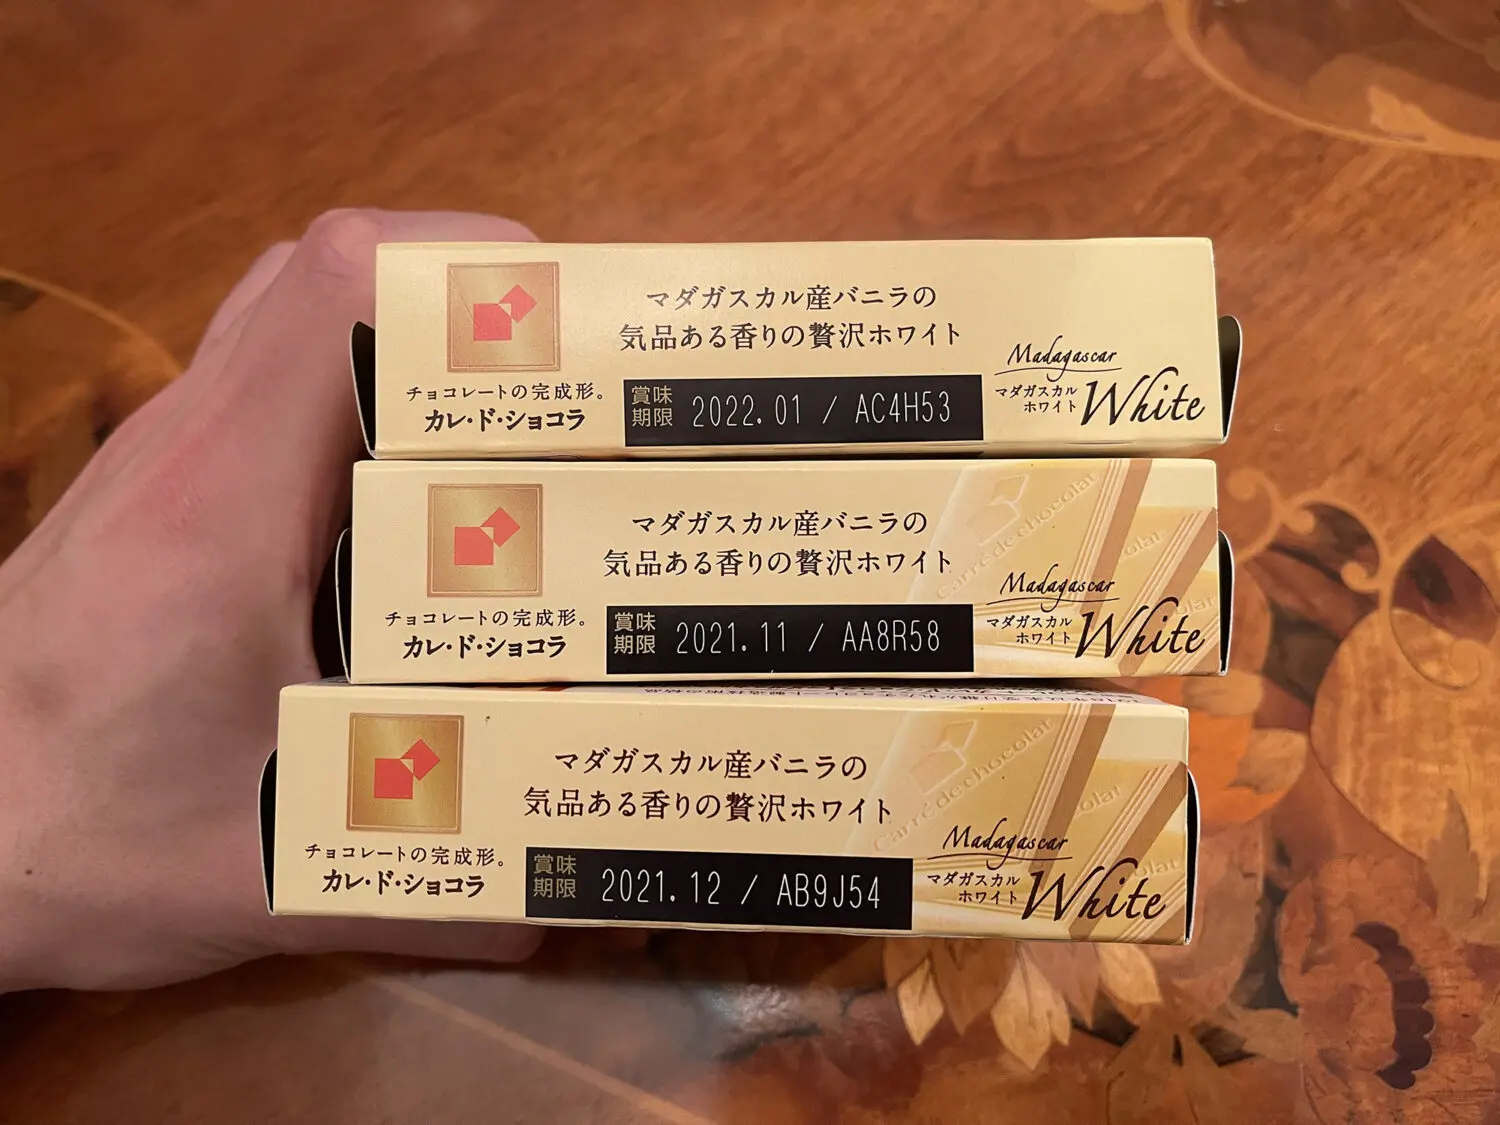 マダガスカル産バニラの
気品ある香りの贅沢ホワイト
チョコレートの完成形。
カレ・ド・ショコラ
賞味
期限 2022.01 / AC4H53
Madagascar
マダガスカル
ホワイト White
Carré de chocolat
マダガスカル産バニラの
気品ある香りの贅沢ホワイト
チョコレートの完成形。
カレ・ド・ショコラ
賞味
期限 2021.11 / AA8R58
Madagascar
マダガスカル
ホワイト White
Carré de chocolat
マダガスカル産バニラの
気品ある香りの贅沢ホワイト
チョコレートの完成形。
カレ・ド・ショコラ
賞味
期限 2021.12 / AB9J54
Madagascar
マダガスカル
ホワイト White